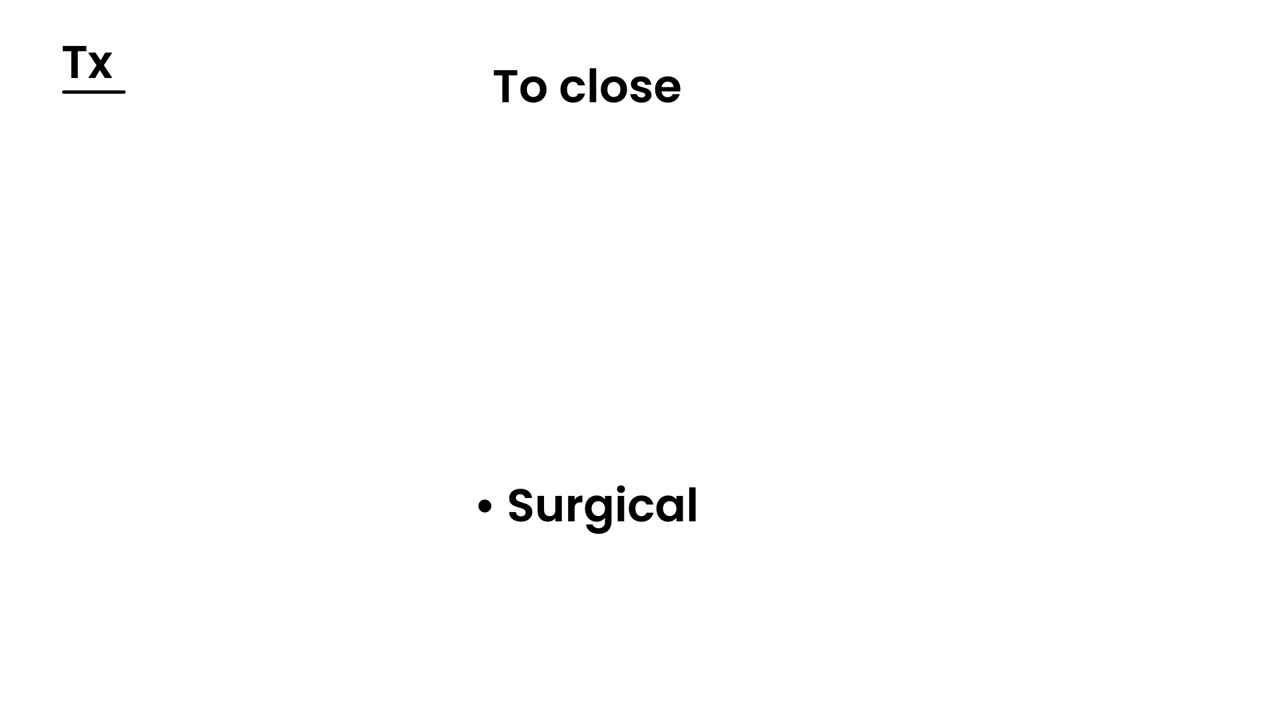 Tx
To close
• Surgical